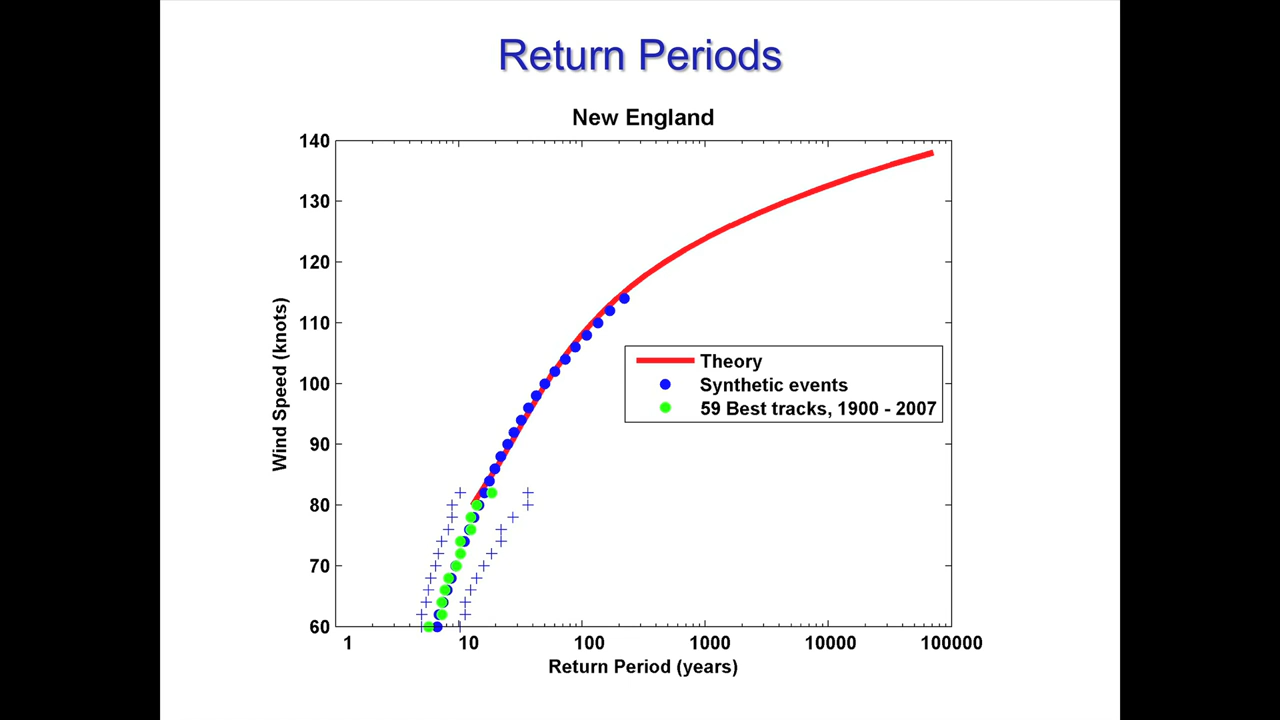 Return Periods
New England
140
130
120
110
100
90
80
70
60
Wind Speed (knots)
Theory
Synthetic events
59 Best tracks, 1900 - 2007
1 10 100 1000 10000 100000
Return Period (years)